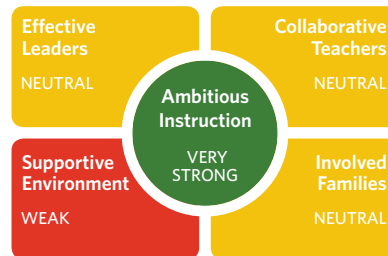 Effective
Leaders
NEUTRAL
Collaborative
Teachers
NEUTRAL
Ambitious
Instruction
VERY
STRONG
Supportive
Environment
WEAK
Involved
Families
NEUTRAL